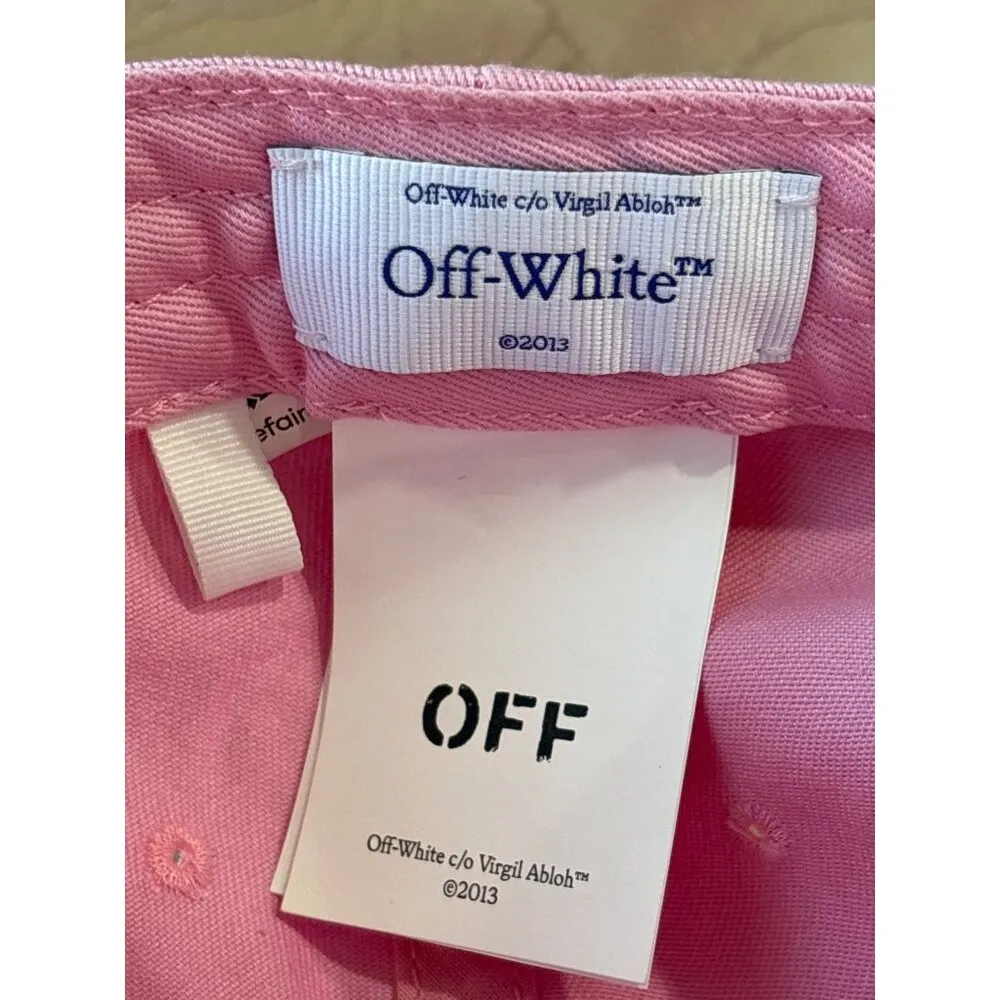 Off-White c/o Virgil Abloh™
Off-White™
©2013
OFF
Off-White c/o Virgil Abloh™
©2013